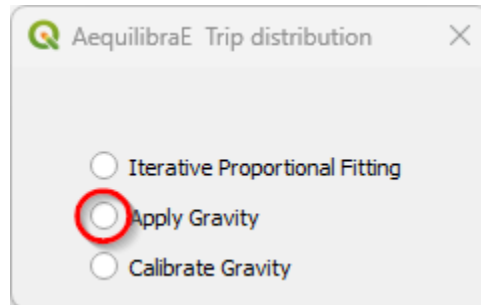 AequilibraE Trip distribution
Iterative Proportional Fitting
Apply Gravity
Calibrate Gravity